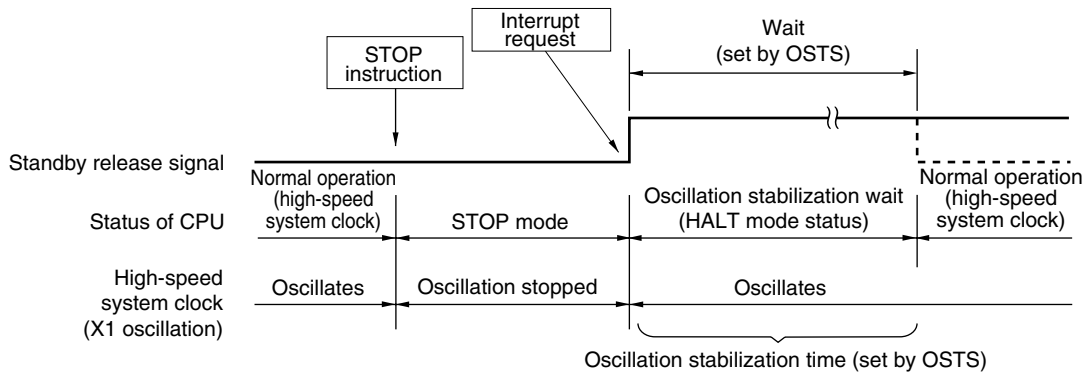 Interrupt
request
STOP
instruction
Wait
(set by OSTS)
Standby release signal
Normal operation
(high-speed
system clock)
Status of CPU
STOP mode
Oscillation stabilization wait
(HALT mode status)
Normal operation
(high-speed
system clock)
High-speed
system clock
(X1 oscillation)
Oscillates
Oscillation stopped
Oscillates
Oscillation stabilization time (set by OSTS)